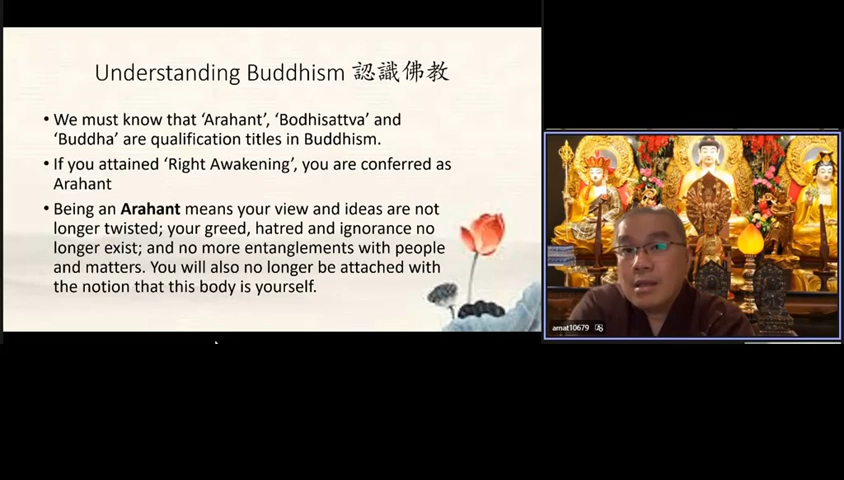 Understanding Buddhism 認識佛教
• We must know that ‘Arahant’, ‘Bodhisattva’ and
‘Buddha’ are qualification titles in Buddhism.
• If you attained ‘Right Awakening’, you are conferred as
Arahant
• Being an Arahant means your view and ideas are not
longer twisted; your greed, hatred and ignorance no
longer exist; and no more entanglements with people
and matters. You will also no longer be attached with
the notion that this body is yourself.
amat10679